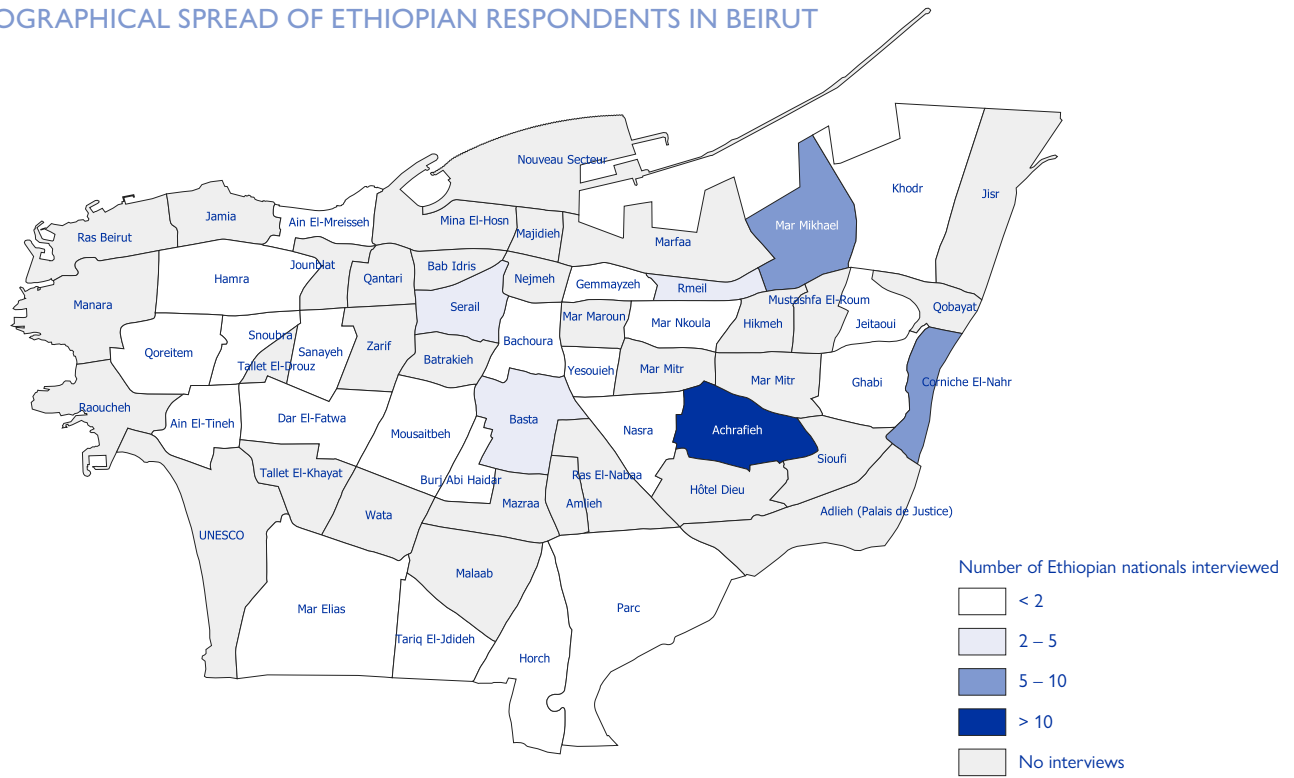 OGRAPHICAL SPREAD OF ETHIOPIAN RESPONDENTS IN BEIRUT
Nouveau Secteur
Khodr
Jisr
Jamia
Ain El-Mreisseh
Mina El-Hosn
Mar Mikhael
Ras Beirut
Majidieh
Marfaa
Jounblat
Bab Idris
Hamra
Qantari
Nejmeh
Gemmayzeh
Rmeil
Manara
Serail
Mustashfa El-Roum
Qobayat
Mar Maroun
Mar Nkoula
Hikmeh
Jeitaoui
Snoubra
Bachoura
Qoreitem
Sanayeh
Zarif
Batrakieh
Tallet El-Drouz
Yesouieh
Mar Mitr
Mar Mitr
Ghabi
Corniche El-Nahr
Raoucheh
Ain El-Tineh
Dar El-Fatwa
Basta
Mousaitbeh
Nasra
Achrafieh
Sioufi
Tallet El-Khayat
Burj Abi Haidar
Ras El-Nabaa
Hôtel Dieu
Mazraa
Amlieh
Wata
Adlieh (Palais de Justice)
UNESCO
Malaab
Mar Elias
Parc
Tariq El-Jdideh
Horch
Number of Ethiopian nationals interviewed
< 2
2 – 5
5 – 10
> 10
No interviews